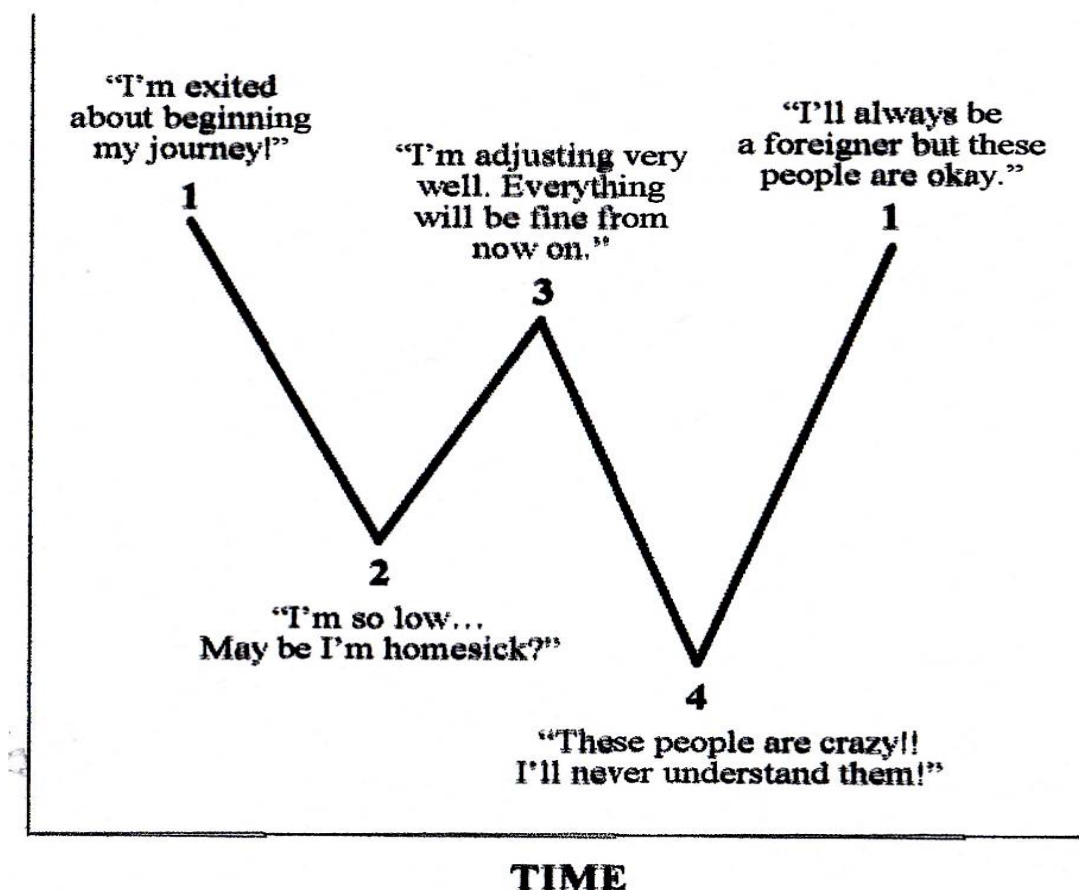 “I’m exited
about beginning
my journey!”
1
“I’m adjusting very
well. Everything
will be fine from
now on.”
3
“I’ll always be
a foreigner but these
people are okay.”
1
2
“I’m so low...
May be I’m homesick?”
4
“These people are crazy!!
I’ll never understand them!”
TIME